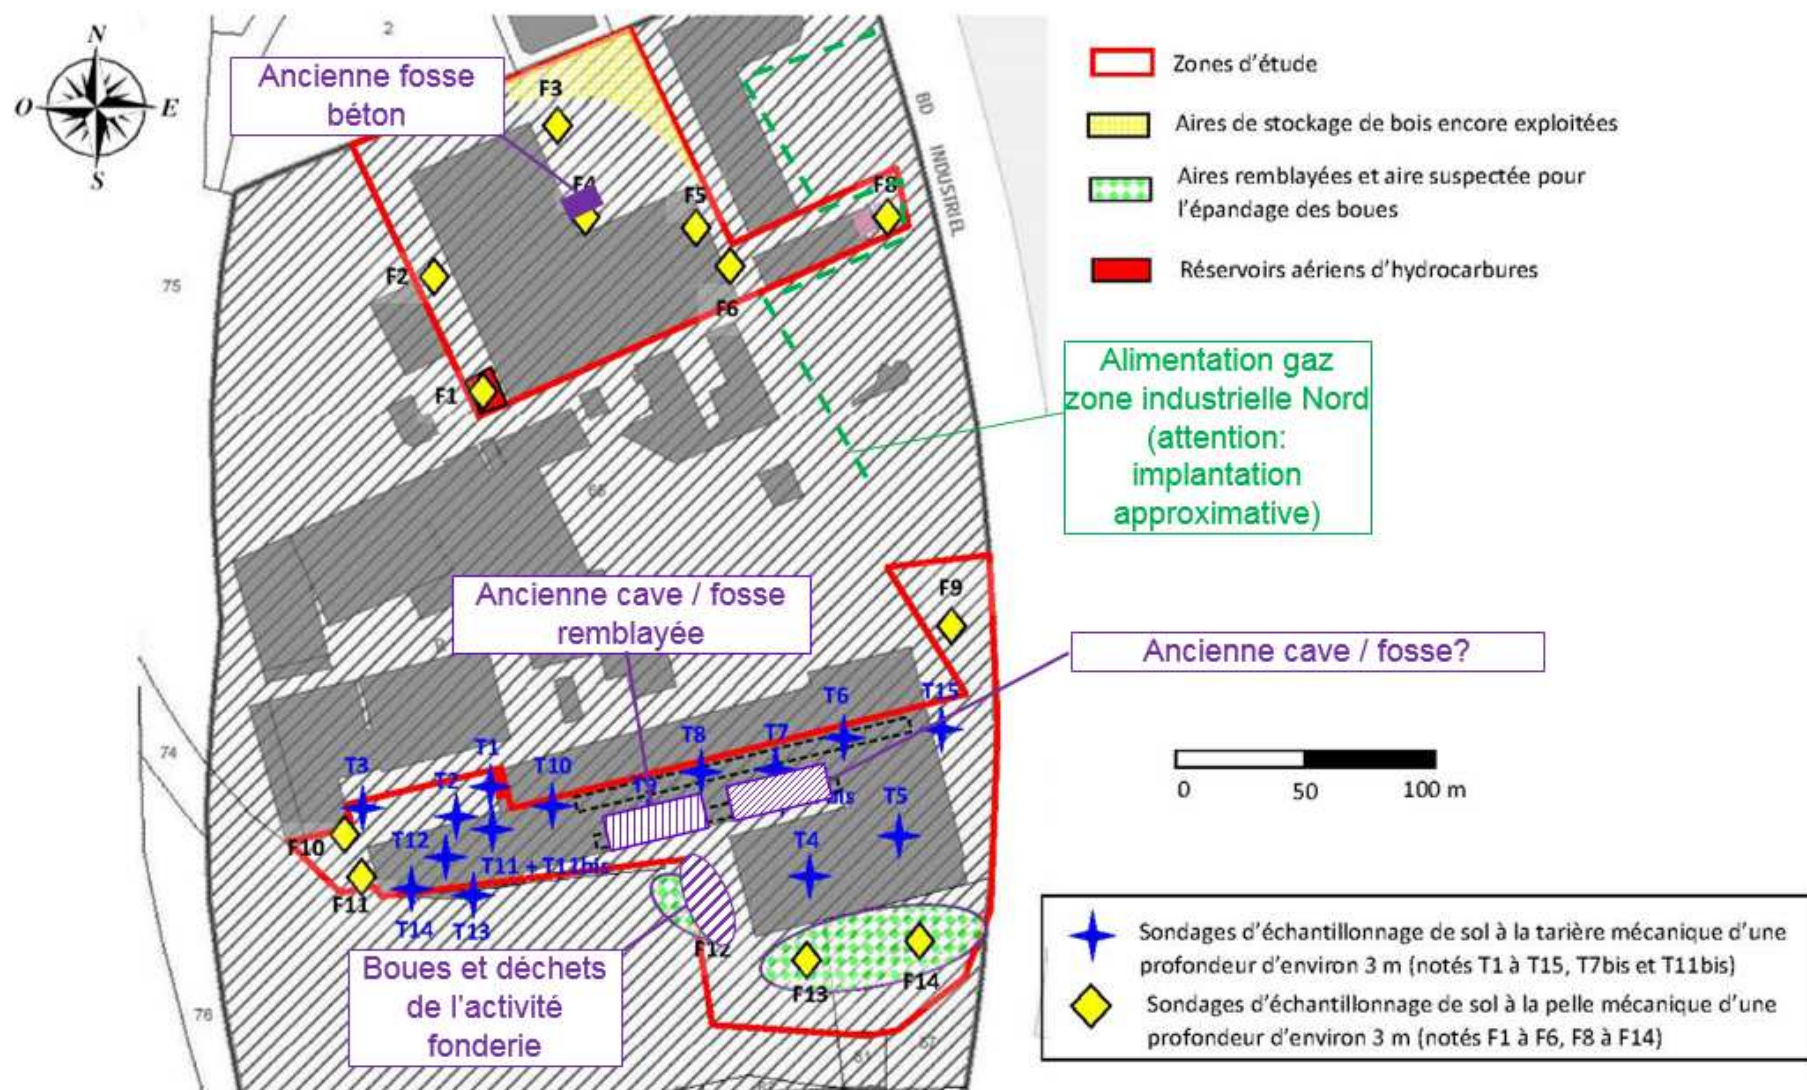 N
O
E
S
2
Ancienne fosse
béton
F3
F4
F5
F8
F2
F6
F1
75
BD INDUSTRIEL
Zones d'étude
Aires de stockage de bois encore exploitées
Aires remblayées et aire suspectée pour
l'épandage des boues
Réservoirs aériens d'hydrocarbures
Alimentation gaz
zone industrielle Nord
(attention:
implantation
approximative)
Ancienne cave / fosse
remblayée
F9
Ancienne cave / fosse?
T6
T15
T8
T7
T1
T10
T3
T2
T5
T4
T12
F10
T11 + T11bis
F11
T14
T13
74
76
F12
F13
F14
Boues et déchets
de l'activité
fonderie
61
57
0
50
100 m
Sondages d'échantillonnage de sol à la tarière mécanique d'une
profondeur d'environ 3 m (notés T1 à T15, T7bis et T11bis)
Sondages d'échantillonnage de sol à la pelle mécanique d'une
profondeur d'environ 3 m (notés F1 à F6, F8 à F14)